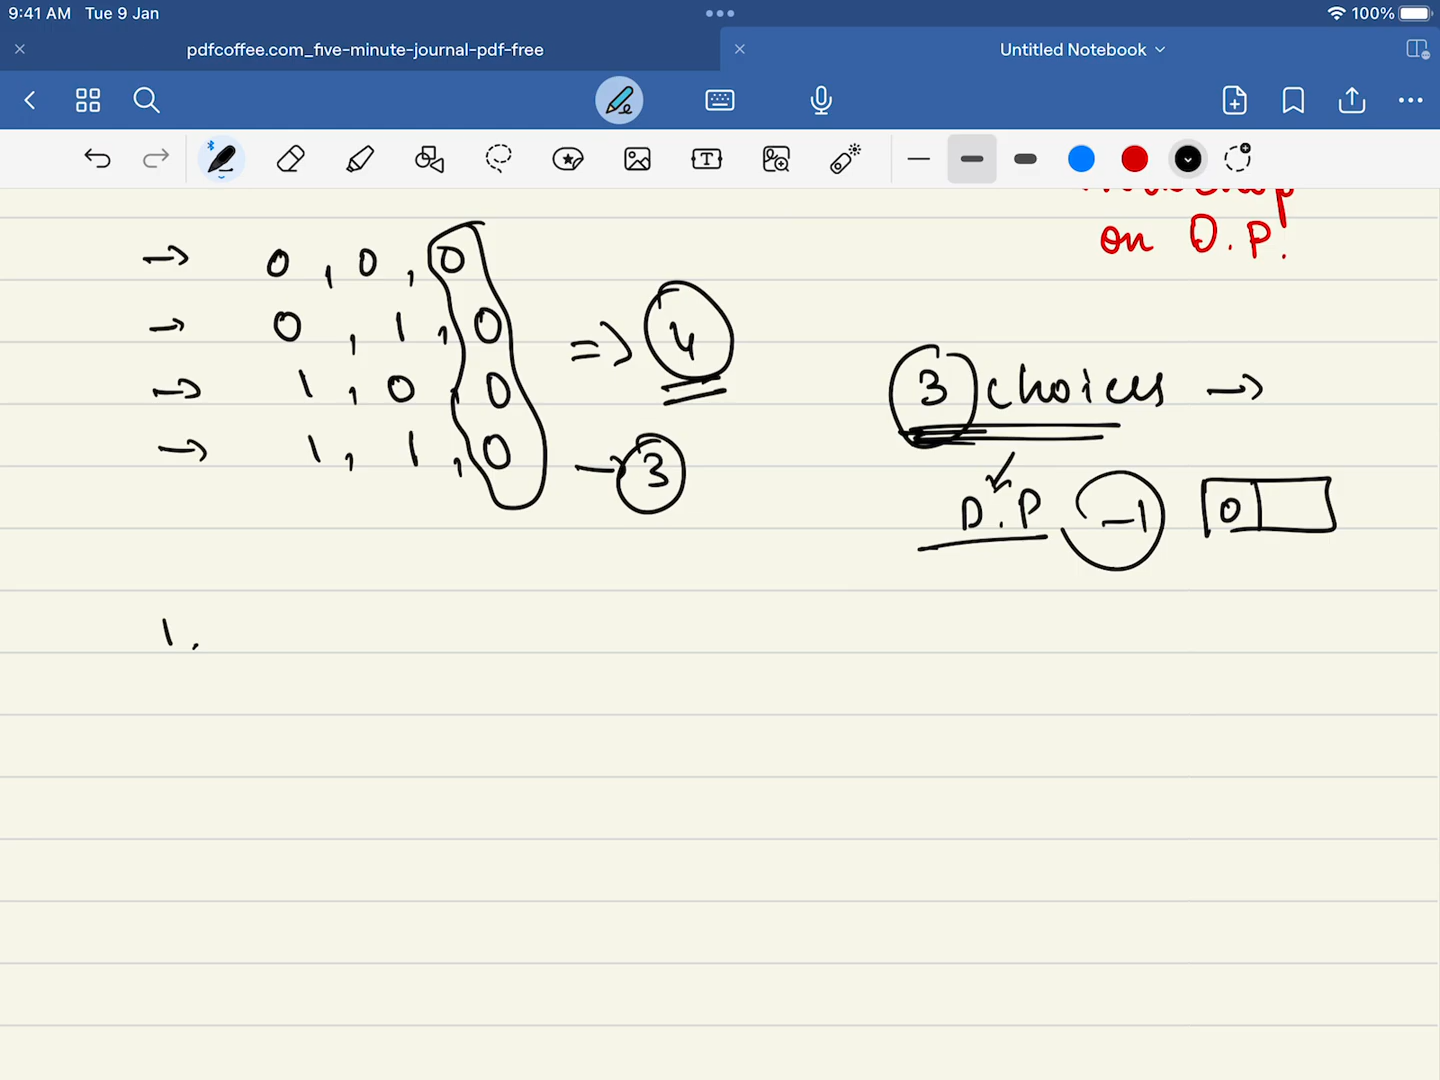 9:41 AM Tue 9 Jan 100%
pdfcoffee.com_five-minute-journal-pdf-free
Untitled Notebook
on D.P.
→ 0, 0, 0
→ 0, 1, 0
→ 1, 0, 0
→ 1, 1, 0
=> 4
→ 3
3 choices →
D.P -1 0
1.